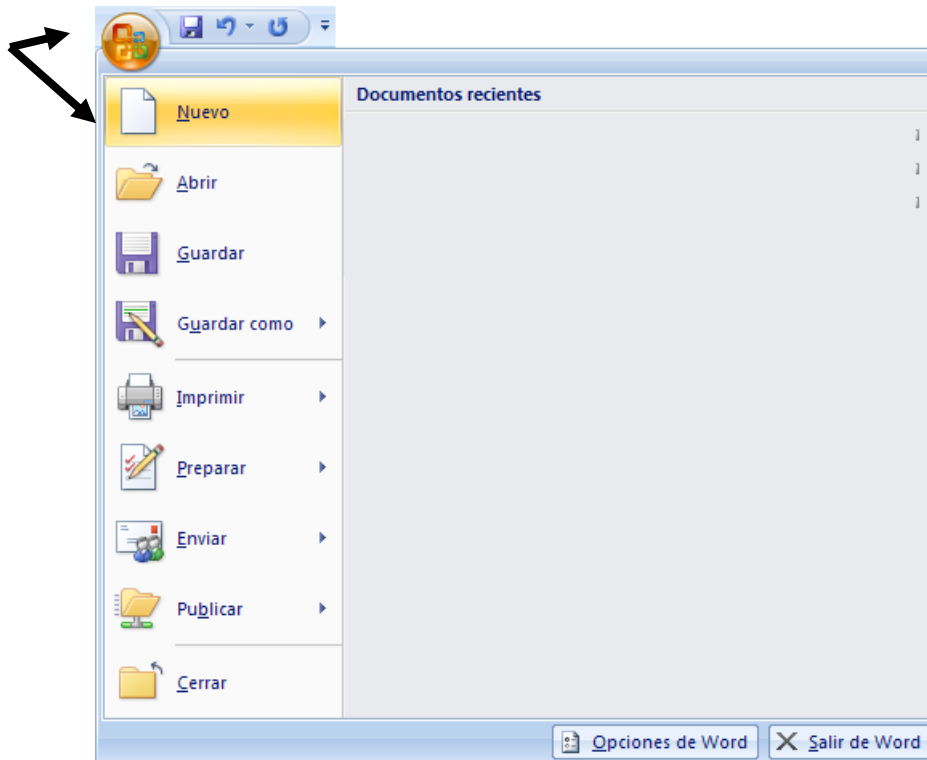 Documentos recientes
Nuevo
Abrir
Guardar
Guardar como
Imprimir
Preparar
Enviar
Publicar
Cerrar
Opciones de Word
Salir de Word